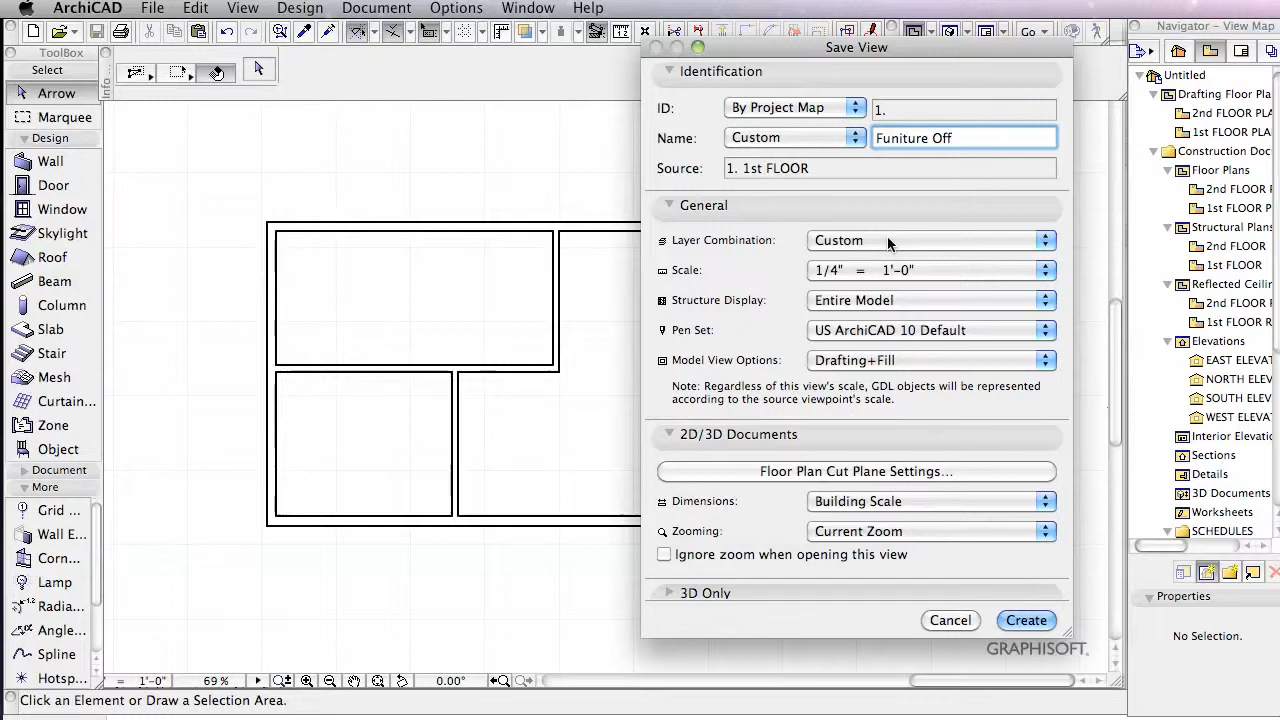 ArchiCAD File Edit View Design Document Options Window Help
ToolBox
Select
Arrow
Marquee
Design
Wall
Door
Window
Skylight
Roof
Beam
Column
Slab
Stair
Mesh
Curtain...
Zone
Object
Document
More
Grid ...
Wall E...
Corn...
Lamp
Radia...
Angle...
Spline
Hotsp...
Info
Go
Save View
Identification
ID: By Project Map 1.
Name: Custom Funiture Off
Source: 1. 1st FLOOR
General
Layer Combination: Custom
Scale: 1/4" = 1'-0"
Structure Display: Entire Model
Pen Set: US ArchiCAD 10 Default
Model View Options: Drafting+Fill
Note: Regardless of this view's scale, GDL objects will be represented
according to the source viewpoint's scale.
2D/3D Documents
Floor Plan Cut Plane Settings...
Dimensions: Building Scale
Zooming: Current Zoom
Ignore zoom when opening this view
3D Only
Cancel Create
GRAPHISOFT.
Navigator - View Map
Untitled
Drafting Floor Pla
2nd FLOOR PLA
1st FLOOR PLA
Construction Doc
Floor Plans
2nd FLOOR P
1st FLOOR P
Structural Plans
2nd FLOOR
1st FLOOR
Reflected Ceilin
2nd FLOOR
1st FLOOR R
Elevations
EAST ELEVAT
NORTH ELEV
SOUTH ELEV
WEST ELEVAT
Interior Elevatio
Sections
Details
3D Documents
Worksheets
SCHEDULES
Properties
No Selection.
= 1'-0" 69 % 0.00°
Click an Element or Draw a Selection Area.